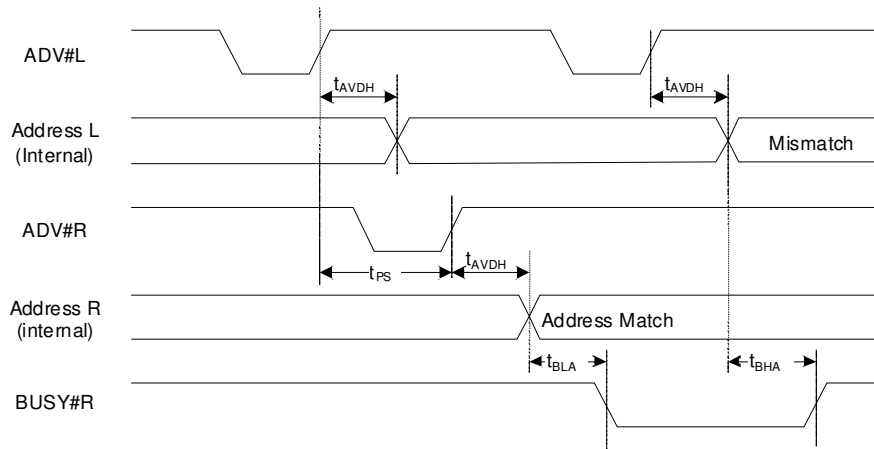 ADV#L
tAVDH
tAVDH
Address L
(Internal)
Mismatch
ADV#R
tPS
tAVDH
Address R
(internal)
Address Match
tBLA
tBHA
BUSY#R